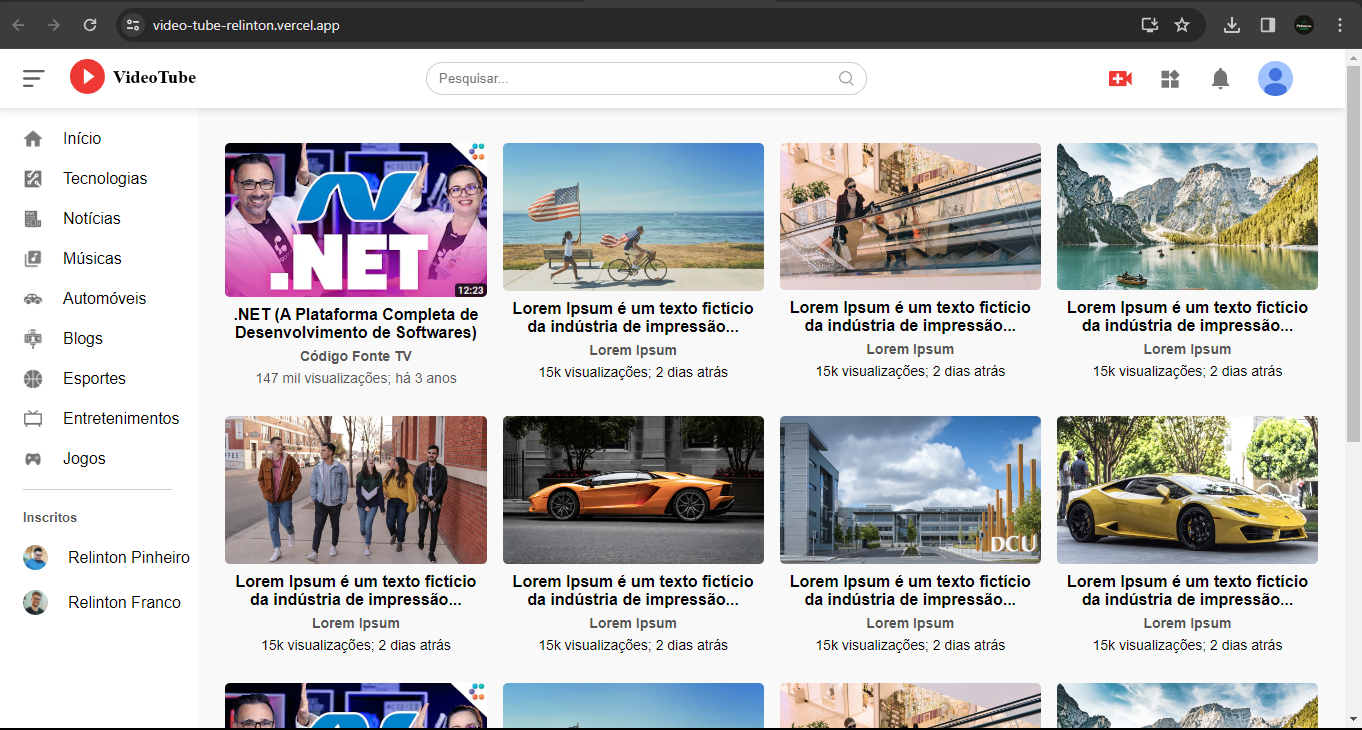 video-tube-relinton.vercel.app
VideoTube
Pesquisar...
Início
Tecnologias
Notícias
Músicas
Automóveis
Blogs
Esportes
Entretenimentos
Jogos
Inscritos
Relinton Pinheiro
Relinton Franco
.NET
12:23
.NET (A Plataforma Completa de
Desenvolvimento de Softwares)
Código Fonte TV
147 mil visualizações; há 3 anos
Lorem Ipsum é um texto fictício
da indústria de impressão...
Lorem Ipsum
15k visualizações; 2 dias atrás
Lorem Ipsum é um texto fictício
da indústria de impressão...
Lorem Ipsum
15k visualizações; 2 dias atrás
Lorem Ipsum é um texto fictício
da indústria de impressão...
Lorem Ipsum
15k visualizações; 2 dias atrás
Lorem Ipsum é um texto fictício
da indústria de impressão...
Lorem Ipsum
15k visualizações; 2 dias atrás
Lorem Ipsum é um texto fictício
da indústria de impressão...
Lorem Ipsum
15k visualizações; 2 dias atrás
DCU
Lorem Ipsum é um texto fictício
da indústria de impressão...
Lorem Ipsum
15k visualizações; 2 dias atrás
Lorem Ipsum é um texto fictício
da indústria de impressão...
Lorem Ipsum
15k visualizações; 2 dias atrás